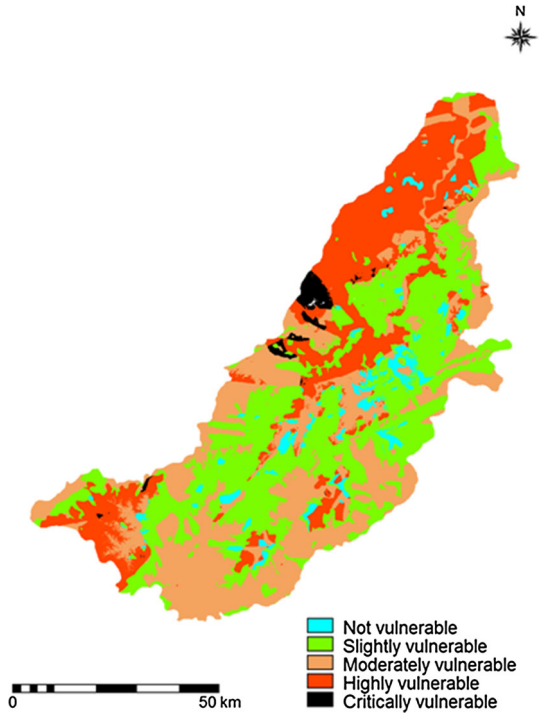 N
Not vulnerable
Slightly vulnerable
Moderately vulnerable
Highly vulnerable
Critically vulnerable
0 50 km